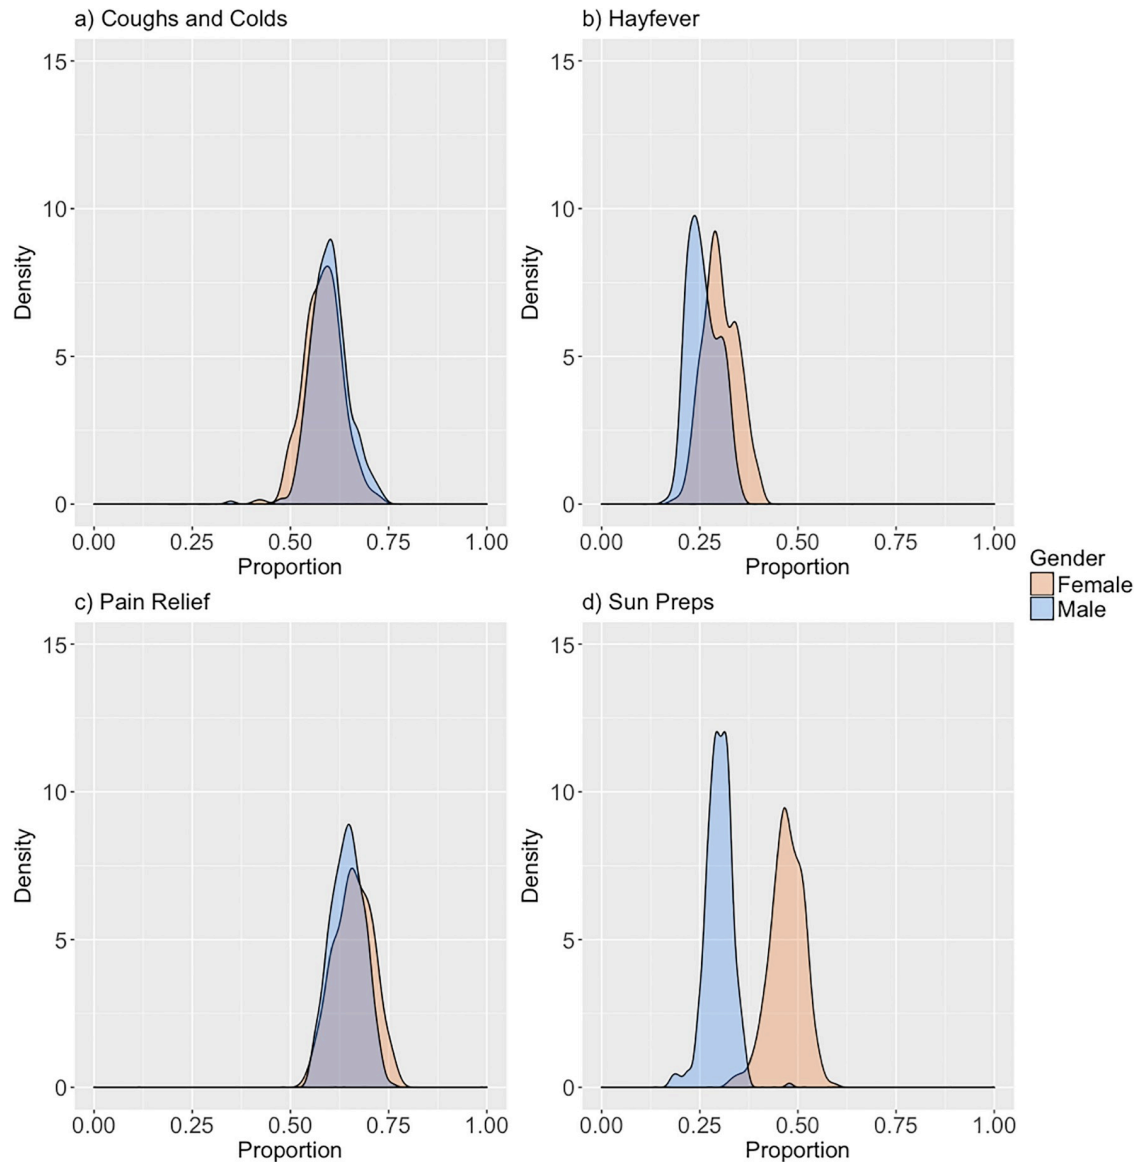 a) Coughs and Colds
15
10
5
0
Density
0.00 0.25 0.50 0.75 1.00
Proportion
b) Hayfever
15
10
5
0
Density
0.00 0.25 0.50 0.75 1.00
Proportion
c) Pain Relief
15
10
5
0
Density
0.00 0.25 0.50 0.75 1.00
Proportion
d) Sun Preps
15
10
5
0
Density
0.00 0.25 0.50 0.75 1.00
Proportion
Gender
Female
Male